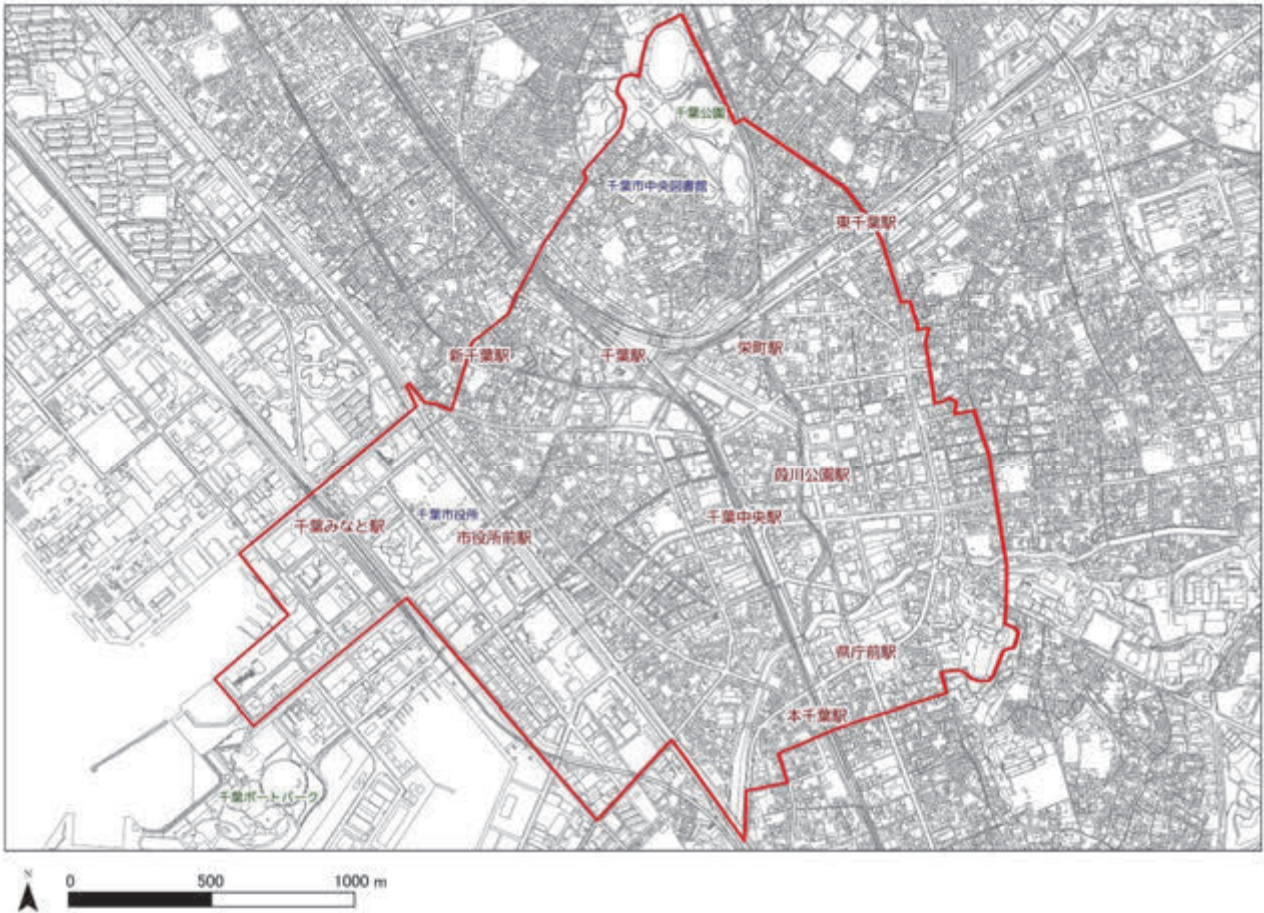 千葉公園
千葉市中央図書館
東千葉駅
新千葉駅
千葉駅
栄町駅
葭川公園駅
千葉みなと駅
千葉市役所
市役所前駅
千葉中央駅
県庁前駅
本千葉駅
千葉ポートパーク
N
0 500 1000 m